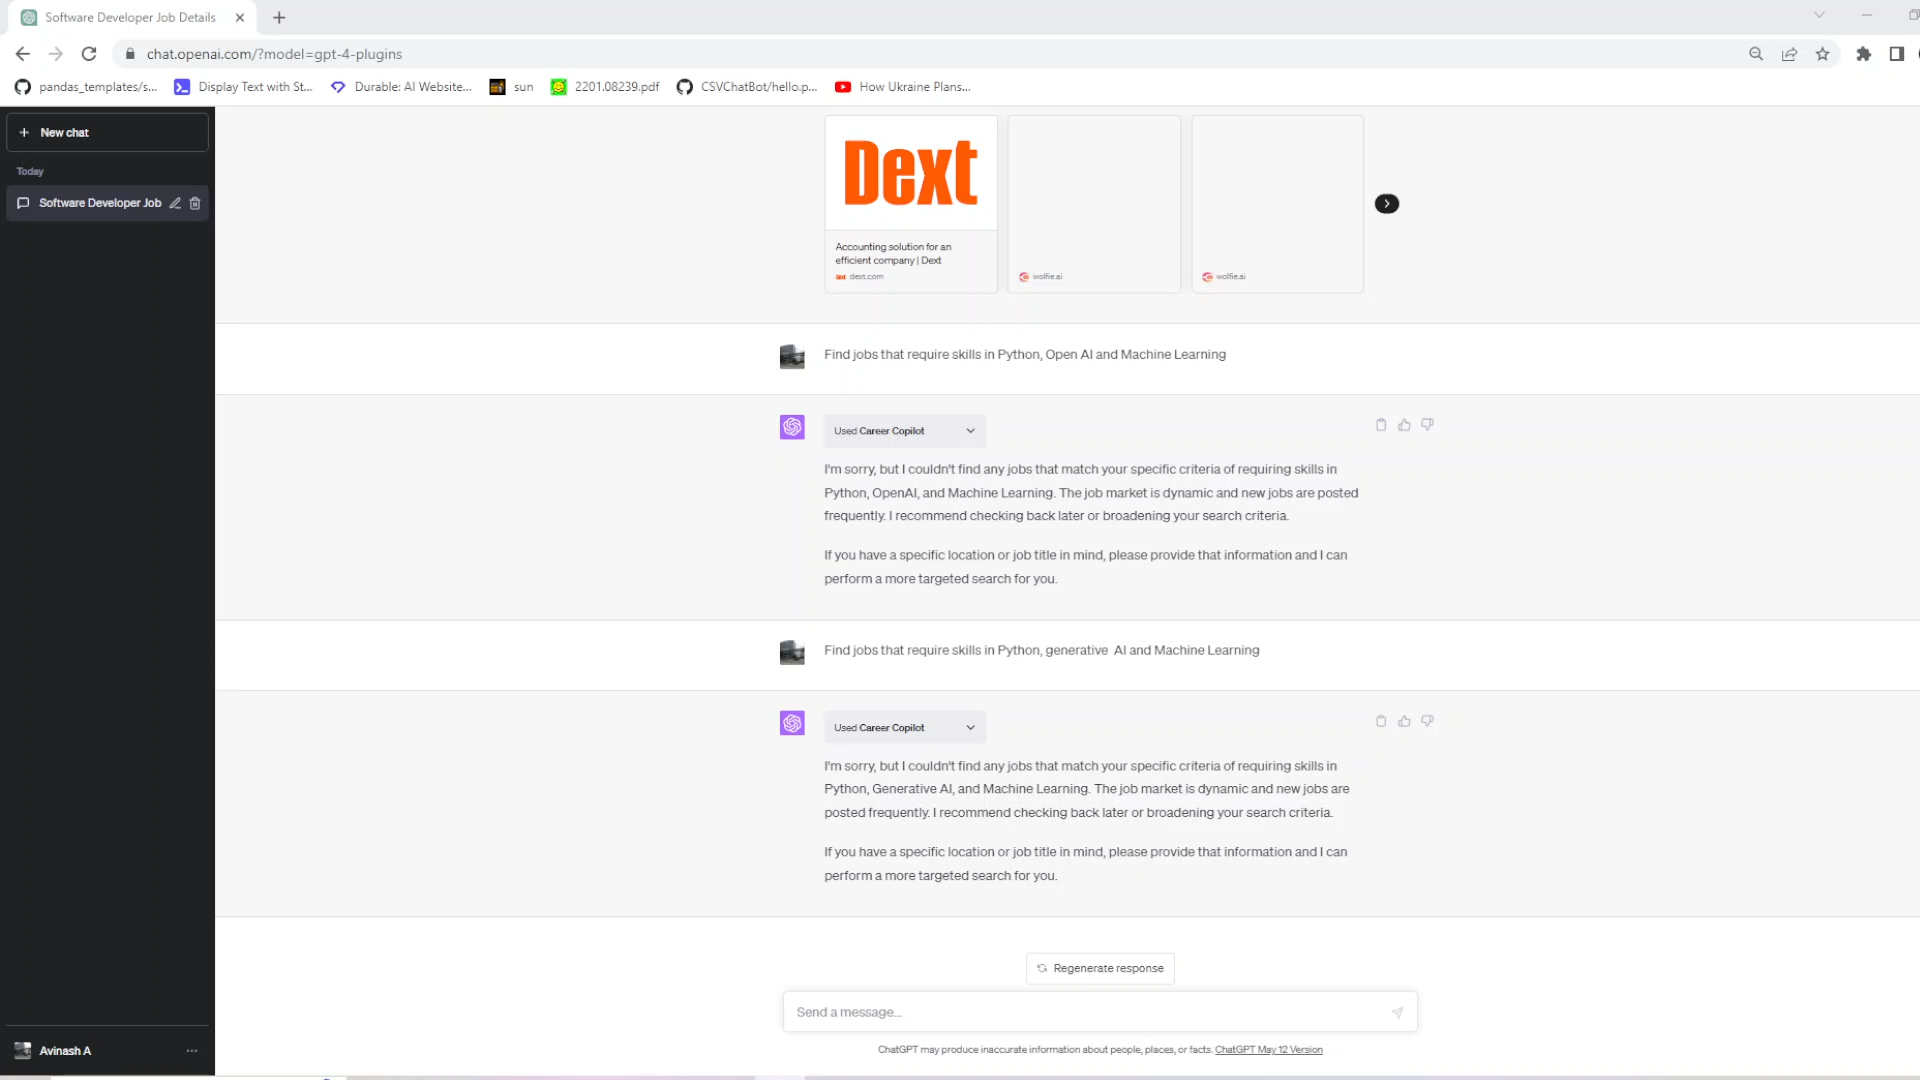 Software Developer Job Details
chat.openai.com/?model=gpt-4-plugins
pandas_templates/s...
Display Text with St...
Durable: AI Website...
sun
2201.08239.pdf
CSVChatBot/hello.p...
How Ukraine Plans...
New chat
Today
Software Developer Job
Dext
Accounting solution for an
efficient company | Dext
dext dext.com
wolfie.ai
wolfie.ai
Find jobs that require skills in Python, Open AI and Machine Learning
Used Career Copilot
I'm sorry, but I couldn't find any jobs that match your specific criteria of requiring skills in
Python, OpenAI, and Machine Learning. The job market is dynamic and new jobs are posted
frequently. I recommend checking back later or broadening your search criteria.
If you have a specific location or job title in mind, please provide that information and I can
perform a more targeted search for you.
Find jobs that require skills in Python, generative  AI and Machine Learning
Used Career Copilot
I'm sorry, but I couldn't find any jobs that match your specific criteria of requiring skills in
Python, Generative AI, and Machine Learning. The job market is dynamic and new jobs are
posted frequently. I recommend checking back later or broadening your search criteria.
If you have a specific location or job title in mind, please provide that information and I can
perform a more targeted search for you.
Regenerate response
Send a message...
Avinash A
ChatGPT may produce inaccurate information about people, places, or facts. ChatGPT May 12 Version